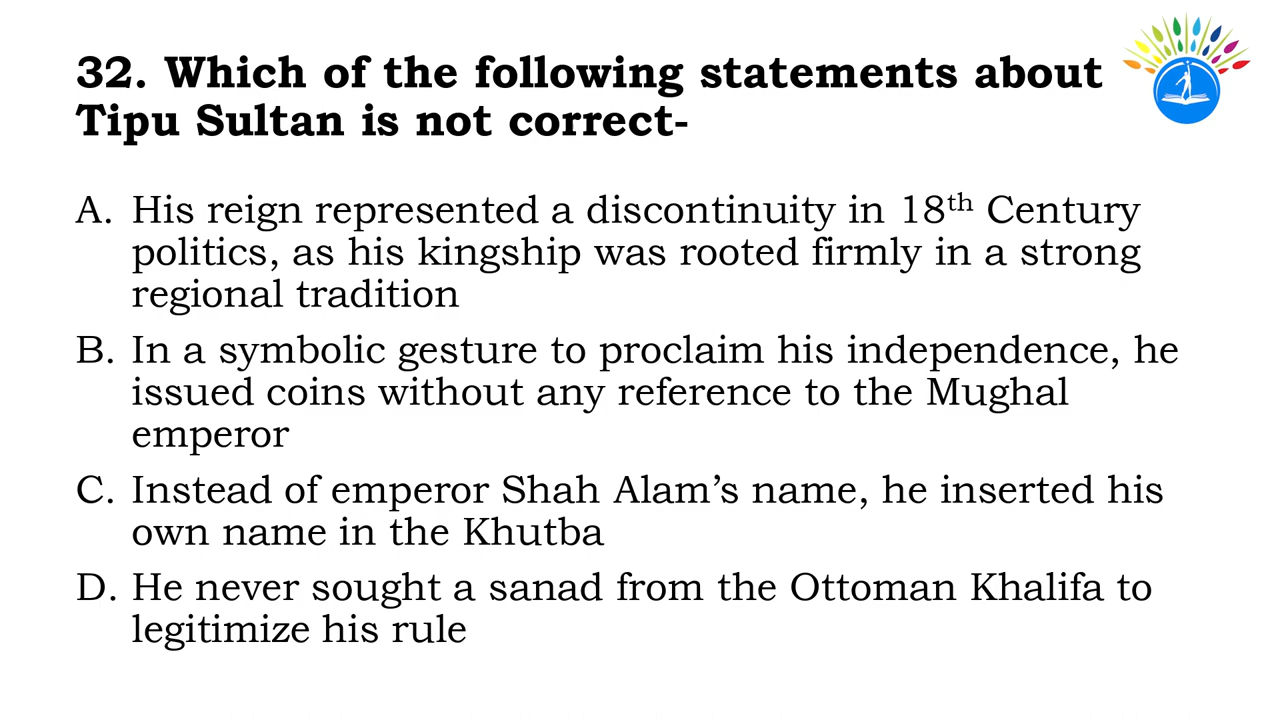 32. Which of the following statements about
Tipu Sultan is not correct-
A. His reign represented a discontinuity in 18th Century
politics, as his kingship was rooted firmly in a strong
regional tradition
B. In a symbolic gesture to proclaim his independence, he
issued coins without any reference to the Mughal
emperor
C. Instead of emperor Shah Alam’s name, he inserted his
own name in the Khutba
D. He never sought a sanad from the Ottoman Khalifa to
legitimize his rule